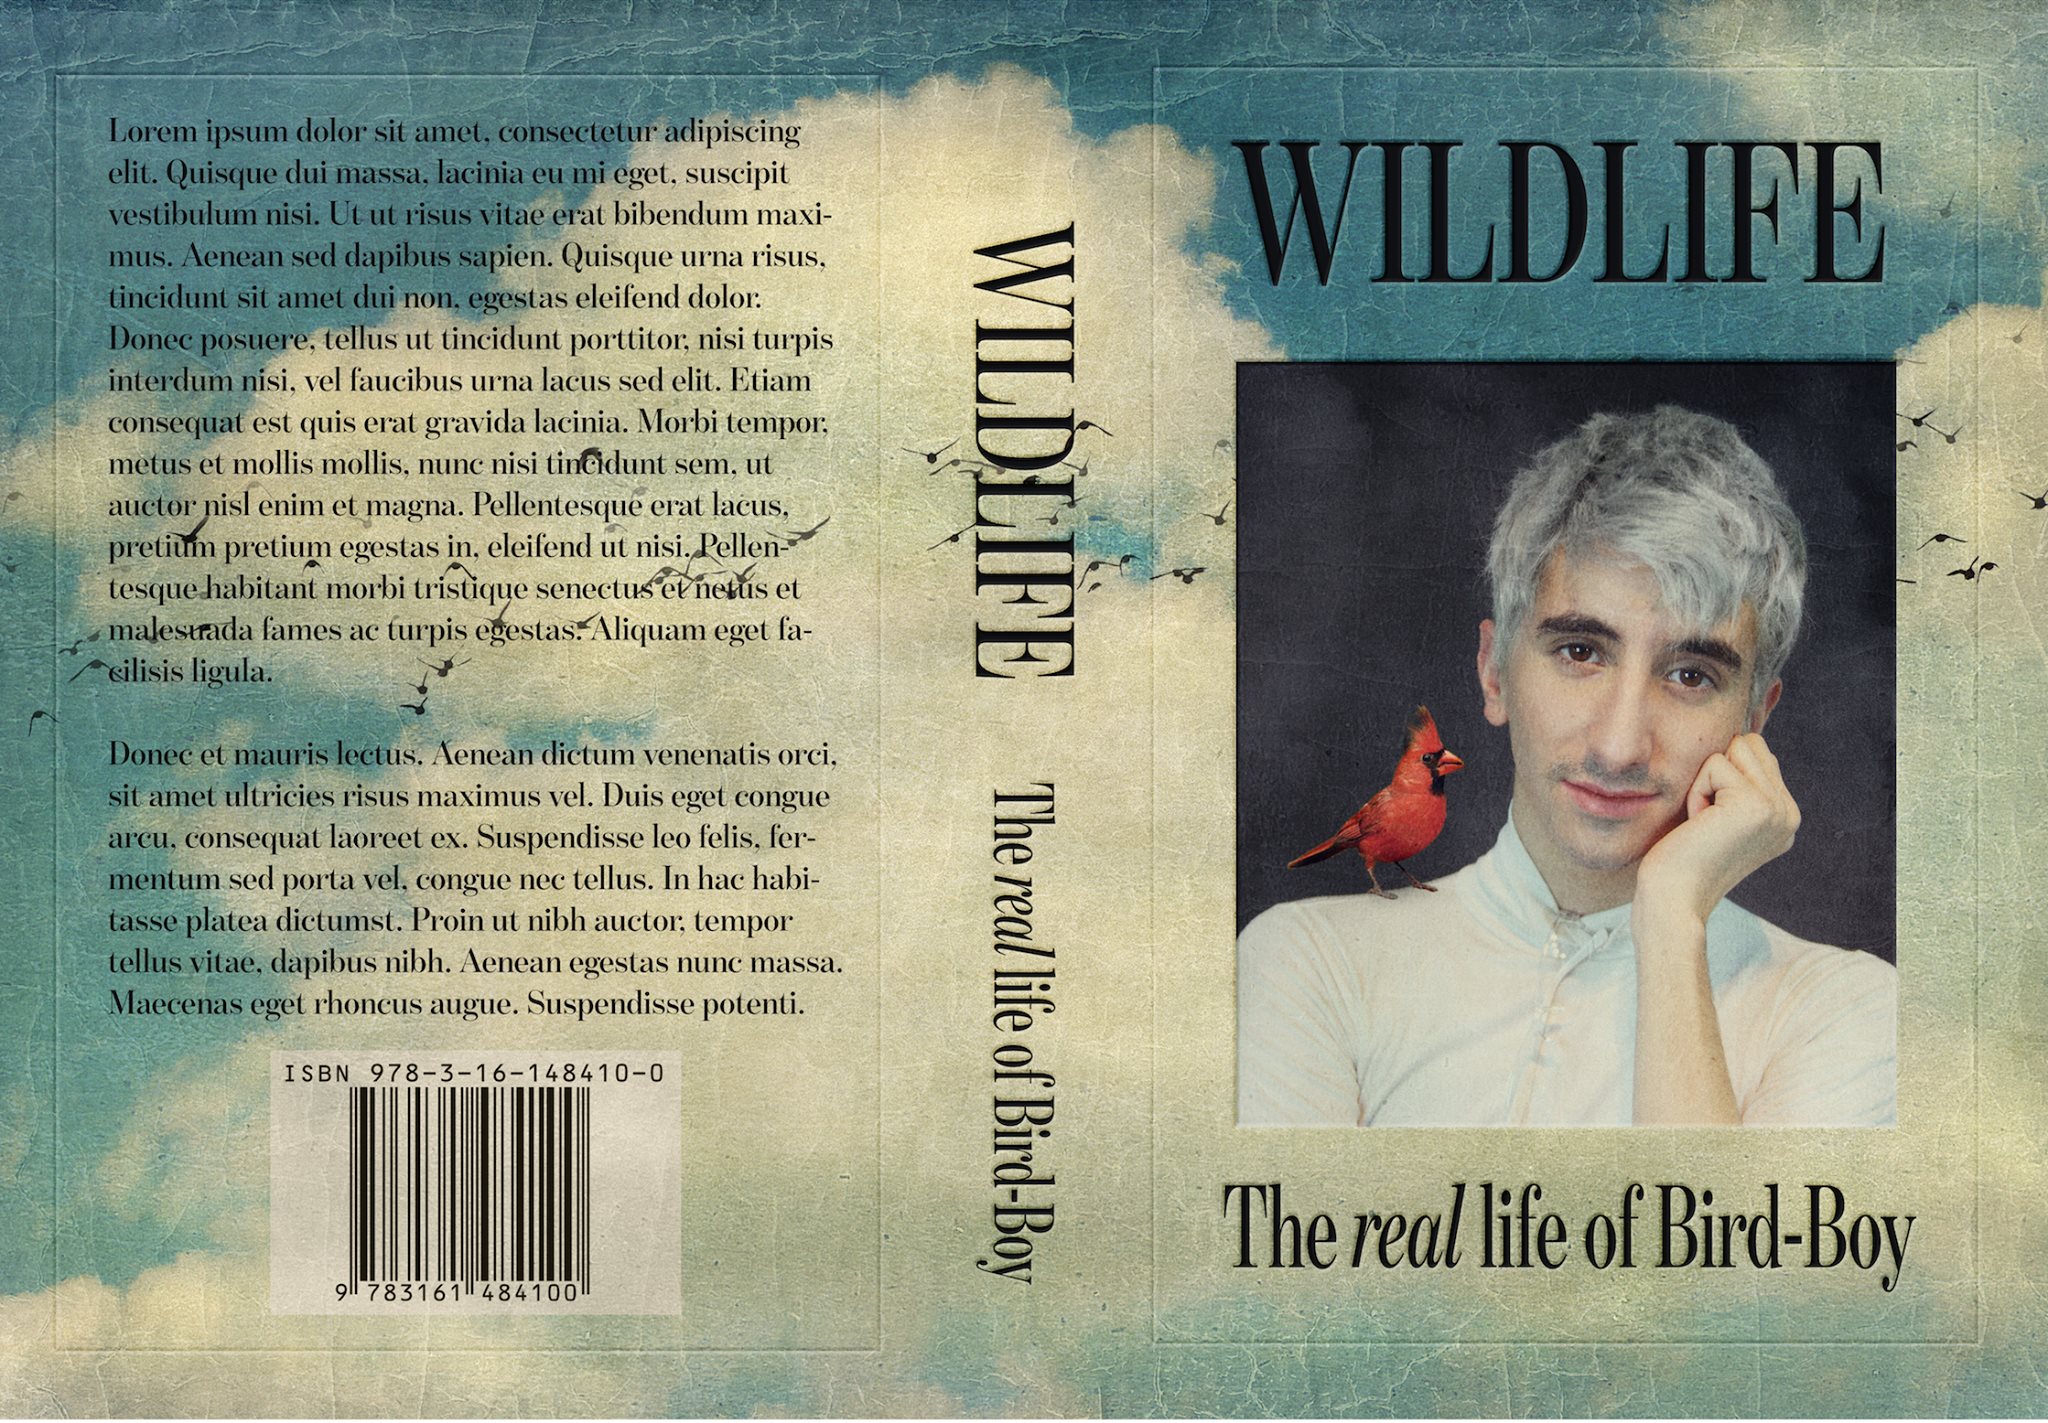 Lorem ipsum dolor sit amet, consectetur adipiscing
elit. Quisque dui massa, lacinia eu mi eget, suscipit
vestibulum nisi. Ut ut risus vitae erat bibendum maxi-
mus. Aenean sed dapibus sapien. Quisque urna risus,
tincidunt sit amet dui non, egestas eleifend dolor.
Donec posuere, tellus ut tincidunt porttitor, nisi turpis
interdum nisi, vel faucibus urna lacus sed elit. Etiam
consequat est quis erat gravida lacinia. Morbi tempor,
metus et mollis mollis, nunc nisi tincidunt sem, ut
auctor nisl enim et magna. Pellentesque erat lacus,
pretium pretium egestas in, eleifend ut nisi. Pellen-
tesque habitant morbi tristique senectus et netus et
malesuada fames ac turpis egestas. Aliquam eget fa-
cilisis ligula.
Donec et mauris lectus. Aenean dictum venenatis orci,
sit amet ultricies risus maximus vel. Duis eget congue
arcu, consequat laoreet ex. Suspendisse leo felis, fer-
mentum sed porta vel, congue nec tellus. In hac habi-
tasse platea dictumst. Proin ut nibh auctor, tempor
tellus vitae, dapibus nibh. Aenean egestas nunc massa.
Maecenas eget rhoncus augue. Suspendisse potenti.
ISBN 978-3-16-148410-0
9 783161 484100
WILDLIFE The real life of Bird-Boy
WILDLIFE
The real life of Bird-Boy